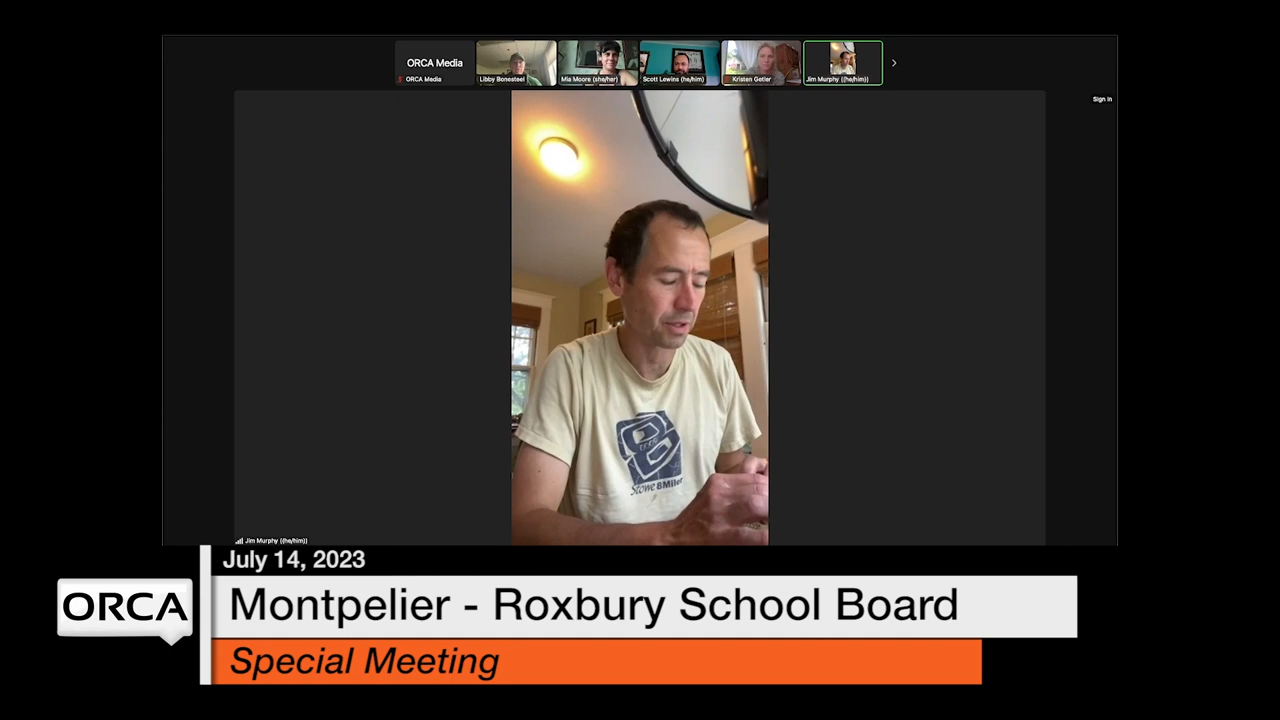 ORCA Media
ORCA Media
Libby Bonesteel
Mia Moore (she/her)
Scott Lewins (he/him)
Kristen Getler
Jim Murphy ((he/him))
Sign in
Stowe 8Miler
Jim Murphy ((he/him))
July 14, 2023
ORCA
Montpelier - Roxbury School Board
Special Meeting